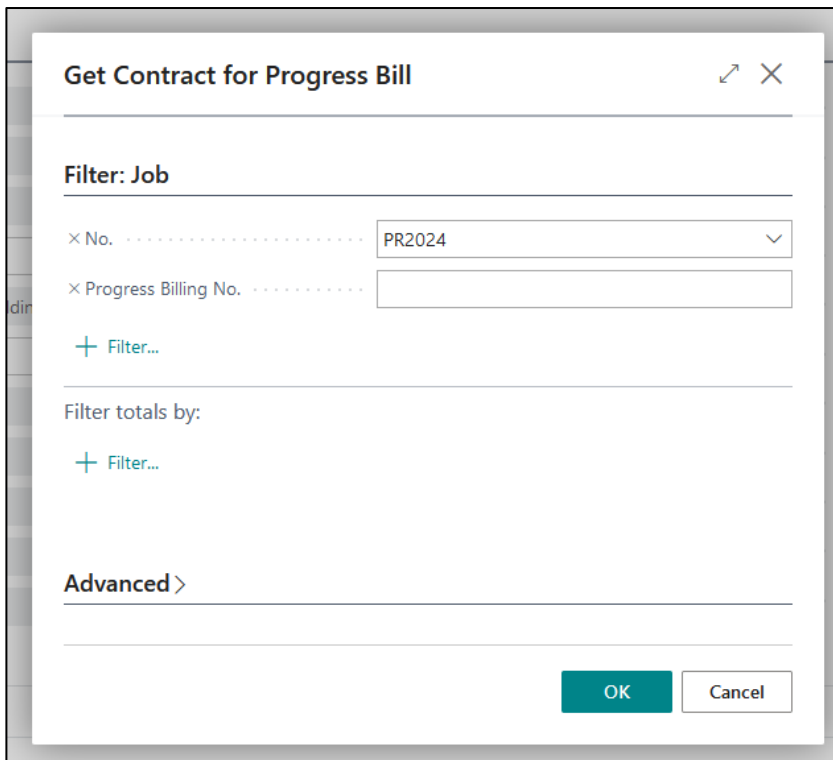 Get Contract for Progress Bill
Filter: Job
No.
PR2024
Progress Billing No.
Filter...
Filter totals by:
Filter...
Advanced
OK Cancel